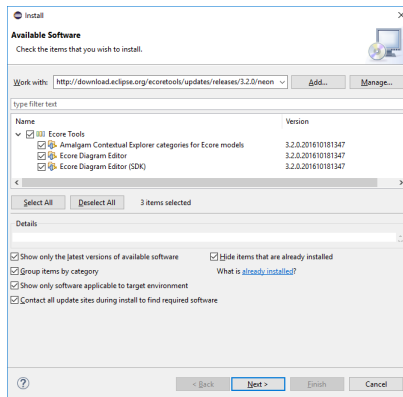 Install
Available Software
Check the items that you wish to install.
Work with: http://download.eclipse.org/ecoretools/updates/releases/3.2.0/neon Add... Manage...
type filter text
Name Version
Ecore Tools
Amalgam Contextual Explorer categories for Ecore models 3.2.0.201610181347
Ecore Diagram Editor 3.2.0.201610181347
Ecore Diagram Editor (SDK) 3.2.0.201610181347
Select All Deselect All 3 items selected
Details
Show only the latest versions of available software Hide items that are already installed
Group items by category What is already installed?
Show only software applicable to target environment
Contact all update sites during install to find required software
? < Back Next > Finish Cancel